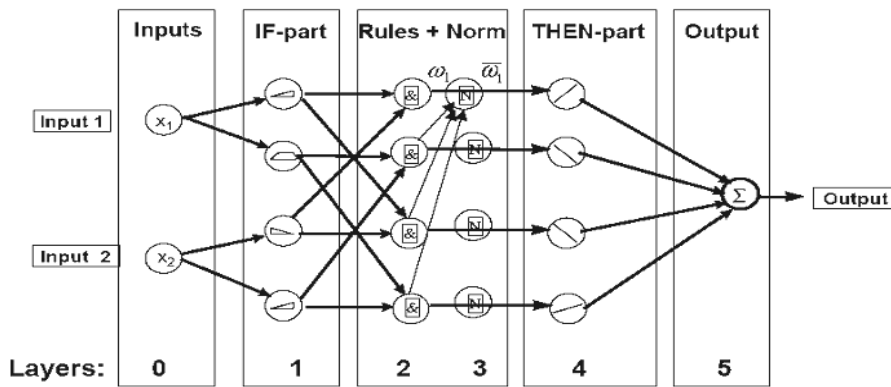 Inputs IF-part Rules + Norm THEN-part Output
ω1 ω̅1
& N
Input 1 x1
& N
Σ Output
& N
Input 2 x2
& N
Layers: 0 1 2 3 4 5